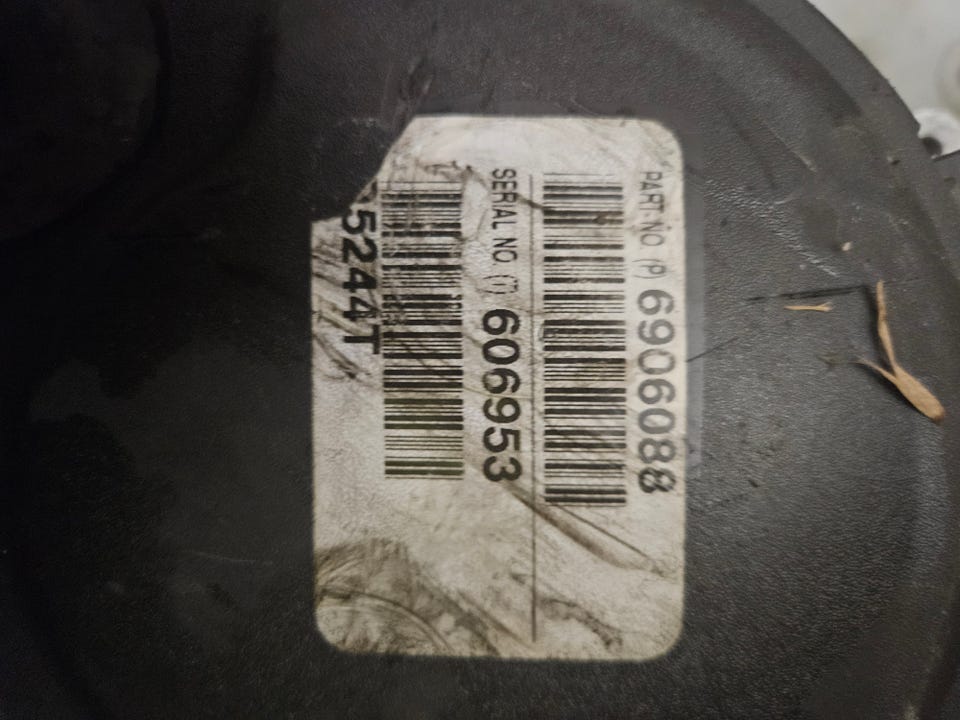 PART NO. (P) 6906088
SERIAL NO. (T) 606953
5244T